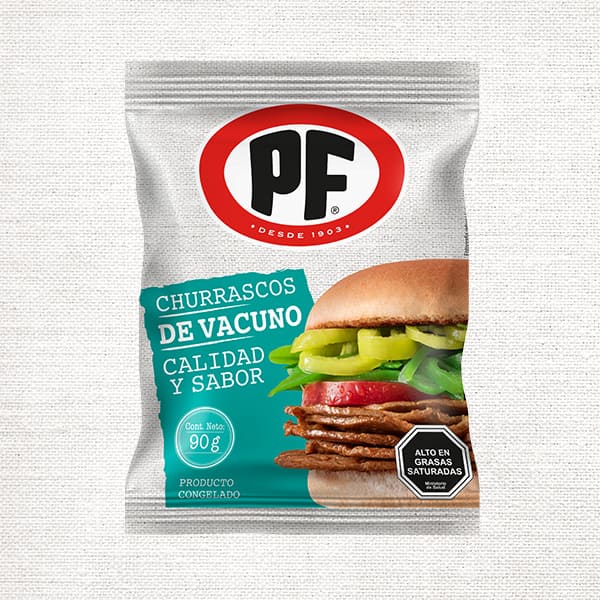 PF®
• DESDE 1903 •
CHURRASCOS
DE VACUNO
CALIDAD
Y SABOR
Cont. Neto:
90g
PRODUCTO
CONGELADO
ALTO EN
GRASAS
SATURADAS
Ministerio
de Salud